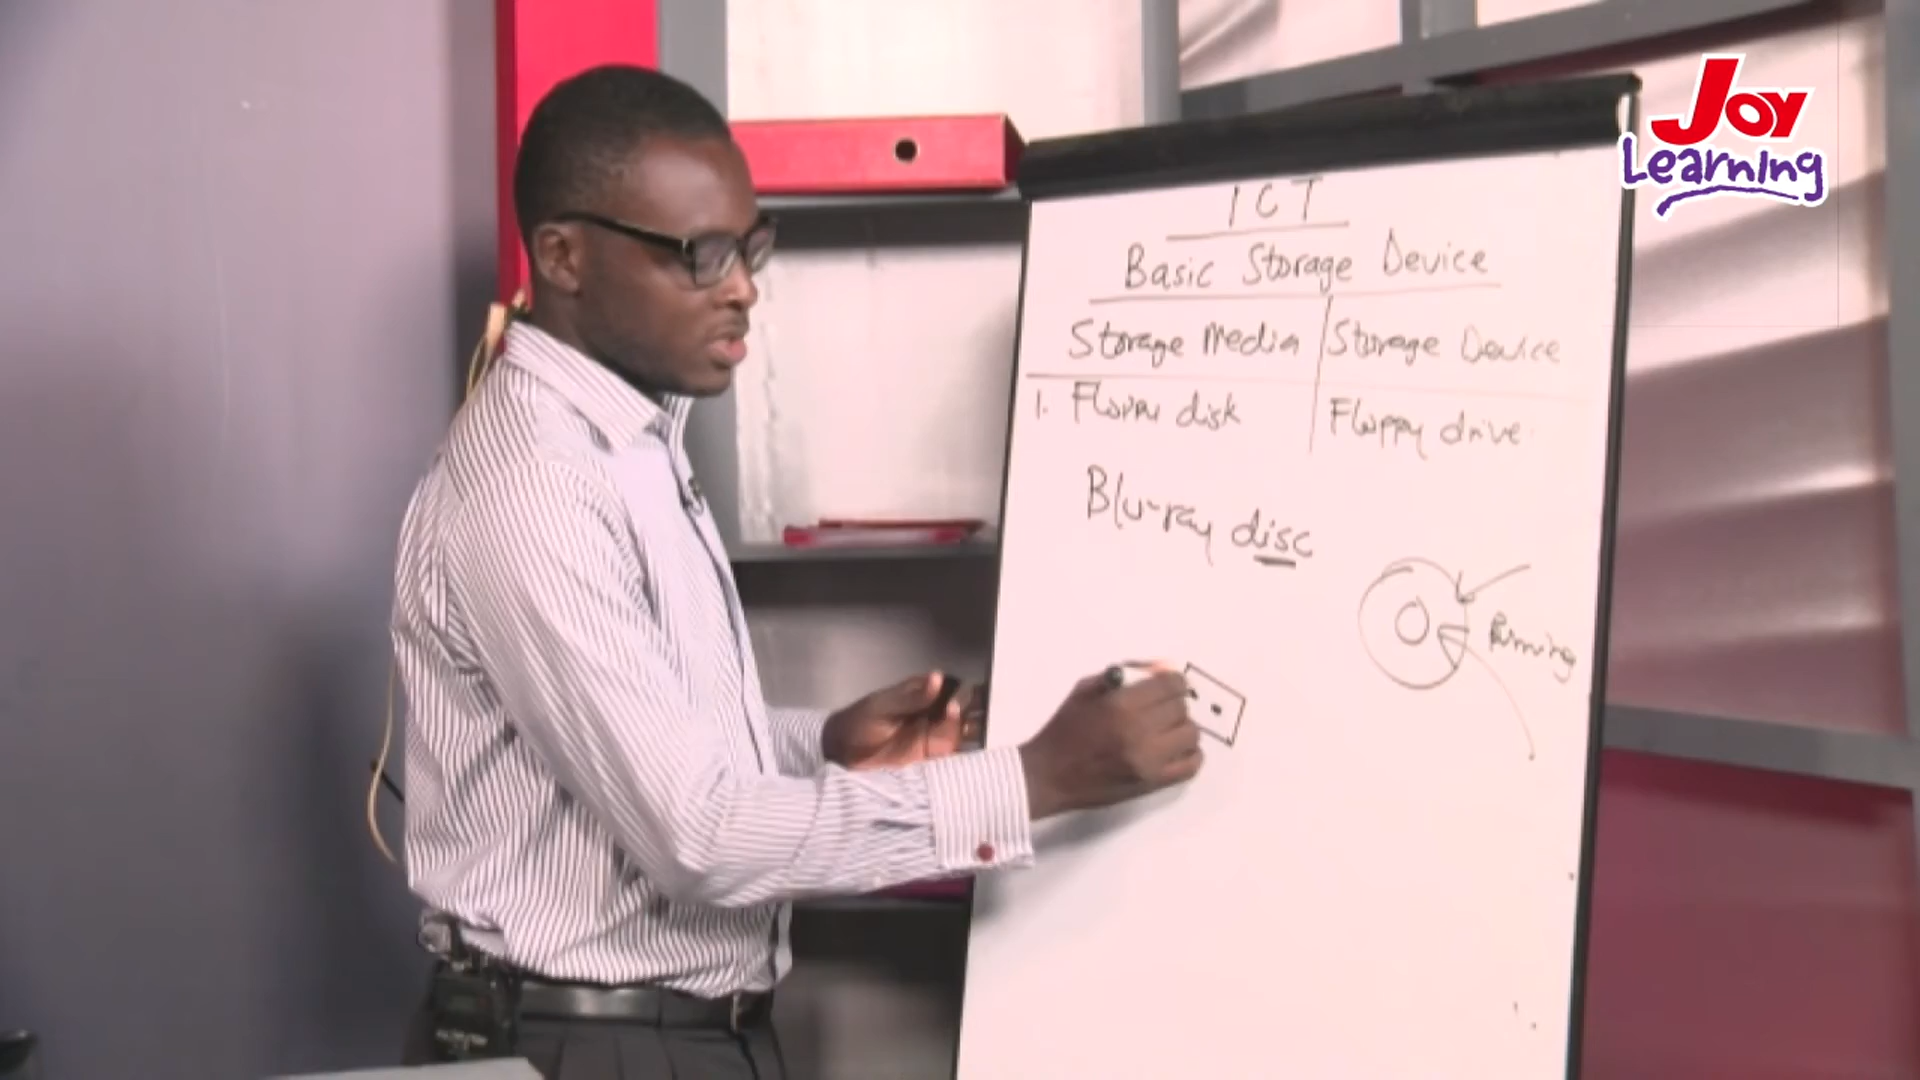 Joy
Learning
ICT
Basic Storage Device
Storage Media
Storage Device
1. Floppy disk
Floppy drive
Blu-ray disc